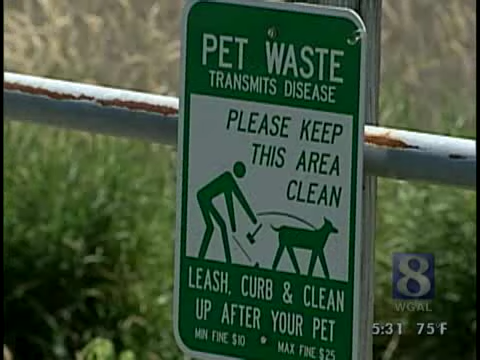 PET WASTE
TRANSMITS DISEASE
PLEASE KEEP
THIS AREA
CLEAN
LEASH, CURB & CLEAN
UP AFTER YOUR PET
MIN FINE $10 • MAX FINE $25
8
WGAL
5:31 75°F